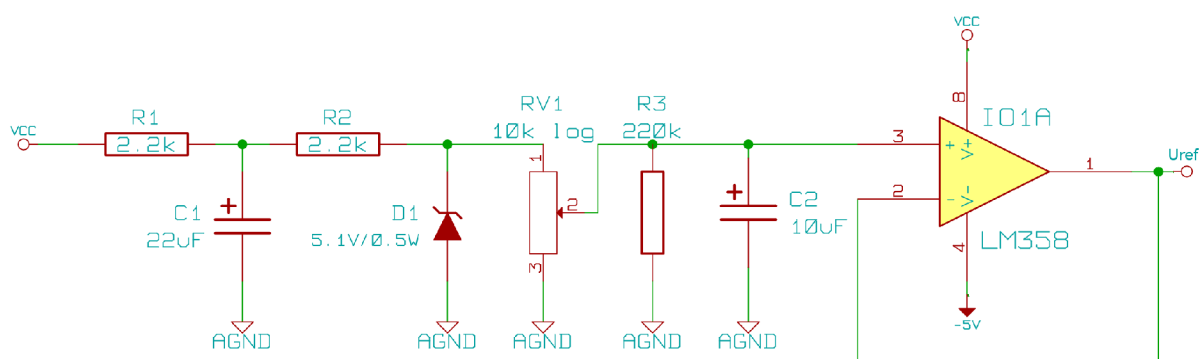 VCC
R1
2.2k
C1
22uF
AGND
R2
2.2k
D1
5.1V/0.5W
AGND
RV1
10k log
1
2
3
AGND
R3
220k
AGND
C2
10uF
AGND
VCC
8
IO1A
3
+
V+
2
-
V-
1
Uref
LM358
4
-5V
+
+